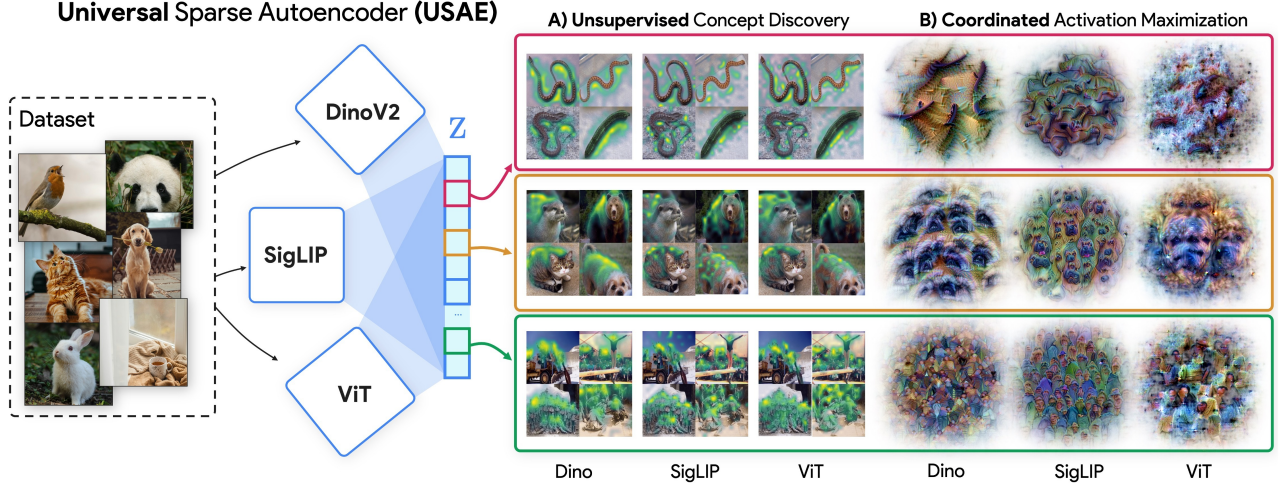 Universal Sparse Autoencoder (USAE)
A) Unsupervised Concept Discovery
B) Coordinated Activation Maximization
Dataset
DinoV2
SigLIP
ViT
Z
...
Dino
SigLIP
ViT
Dino
SigLIP
ViT